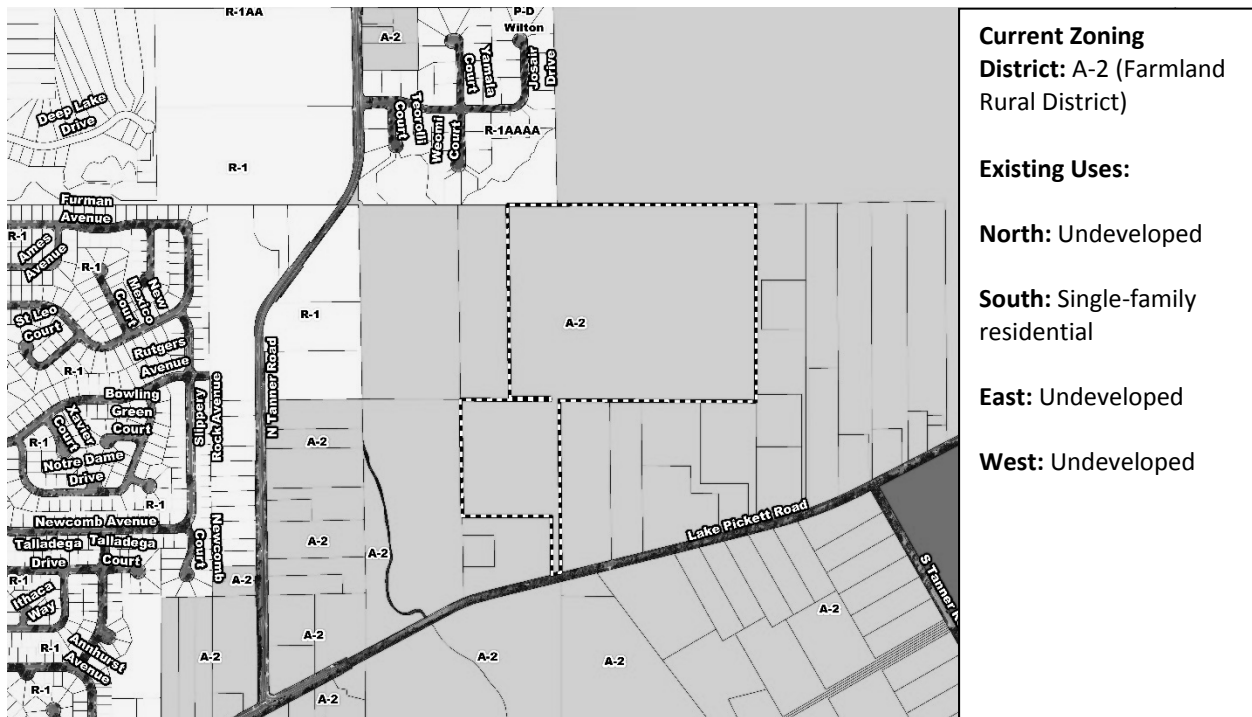 R-1AA
P-D
Wilton
A-2
Yamala
Court
Josair
Drive
Teorolli
Court
Weomi
Court
R-1AAAA
Deep Lake
Drive
R-1
Furman
Avenue
R-1
Ames
Avenue
R-1
New
Mexico
Court
St Leo
Court
R-1
Rutgers
Avenue
R-1
N Tanner Road
A-2
Bowling
Green
Court
Slippery
Rock Avenue
Xavier
Court
R-1
Notre Dame
Drive
A-2
R-1
Newcomb Avenue
Newcomb
Court
Talladega
Drive
Talladega
Court
A-2
A-2
Lake Pickett Road
R-1
Ithaca
Way
A-2
S Tanner R
A-2
Annhurst
Avenue
R-1
A-2
A-2
A-2
A-2
R-1
A-2
Current Zoning
District: A-2 (Farmland
Rural District)
Existing Uses:
North: Undeveloped
South: Single-family
residential
East: Undeveloped
West: Undeveloped